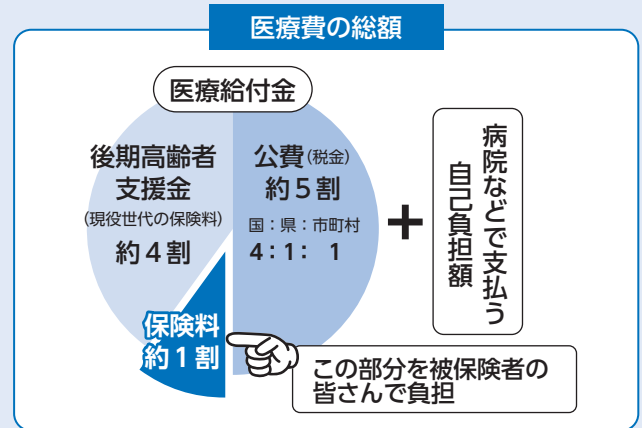 医療費の総額
医療給付金
後期高齢者
支援金
(現役世代の保険料)
約4割
公費(税金)
約5割
国:県:市町村
4:1: 1
保険料
約1割
+
病院などで支払う
自己負担額
この部分を被保険者の
皆さんで負担